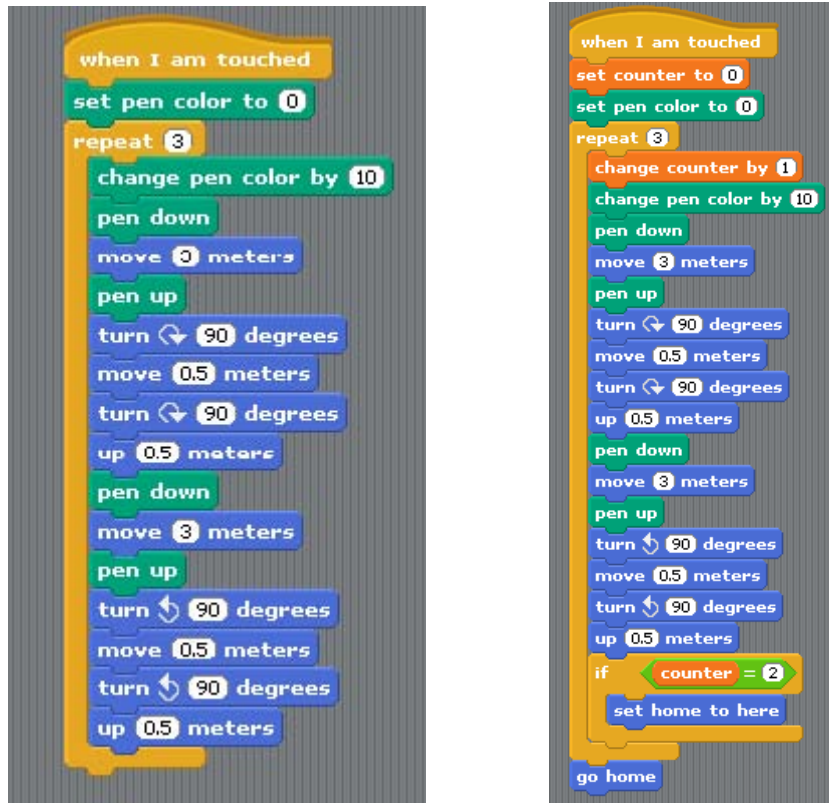 when I am touched
set pen color to 0
repeat 3
change pen color by 10
pen down
move 3 meters
pen up
turn 90 degrees
move 0.5 meters
turn 90 degrees
up 0.5 meters
pen down
move 3 meters
pen up
turn 90 degrees
move 0.5 meters
turn 90 degrees
up 0.5 meters
when I am touched
set counter to 0
set pen color to 0
repeat 3
change counter by 1
change pen color by 10
pen down
move 3 meters
pen up
turn 90 degrees
move 0.5 meters
turn 90 degrees
up 0.5 meters
pen down
move 3 meters
pen up
turn 90 degrees
move 0.5 meters
turn 90 degrees
up 0.5 meters
if counter = 2
set home to here
go home